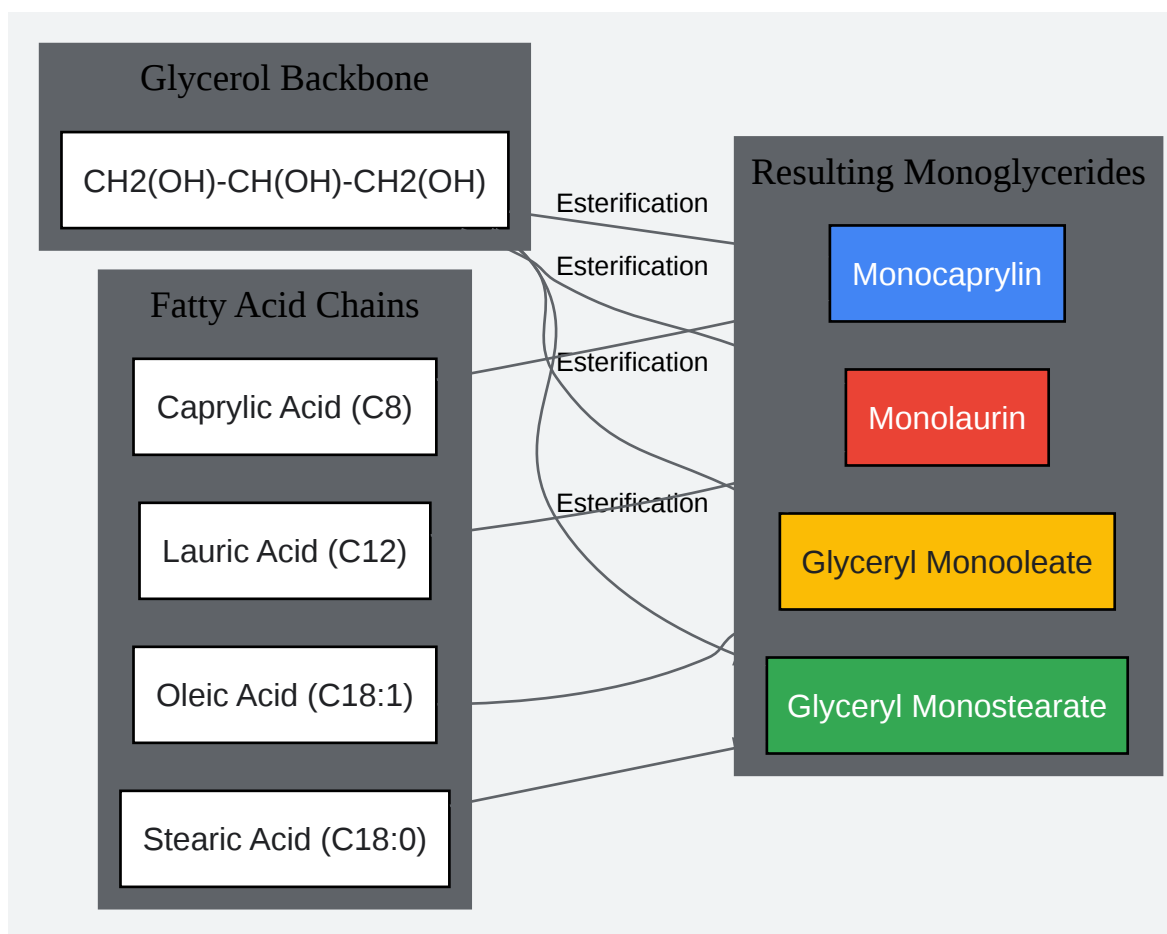 Glycerol Backbone
CH2(OH)-CH(OH)-CH2(OH)
Fatty Acid Chains
Caprylic Acid (C8)
Lauric Acid (C12)
Oleic Acid (C18:1)
Stearic Acid (C18:0)
Esterification
Esterification
Esterification
Esterification
Resulting Monoglycerides
Monocaprylin
Monolaurin
Glyceryl Monooleate
Glyceryl Monostearate